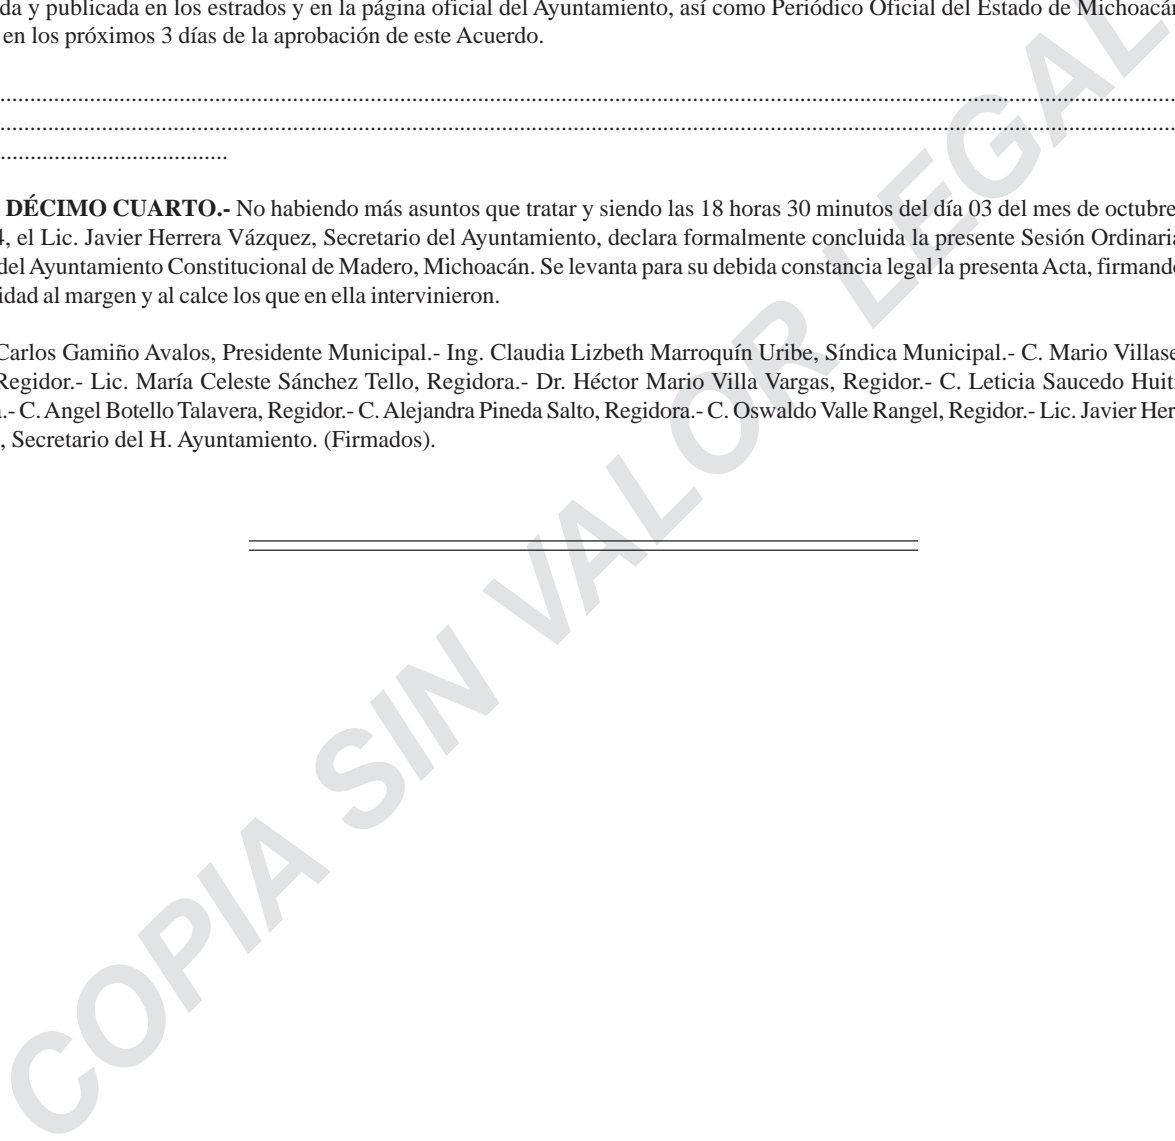 da y publicada en los estrados y en la página oficial del Ayuntamiento, así como Periódico Oficial del Estado de Michoacán
en los próximos 3 días de la aprobación de este Acuerdo.
................................................................................................................................................................................................
................................................................................................................................................................................................
......................................
DÉCIMO CUARTO.- No habiendo más asuntos que tratar y siendo las 18 horas 30 minutos del día 03 del mes de octubre
4, el Lic. Javier Herrera Vázquez, Secretario del Ayuntamiento, declara formalmente concluida la presente Sesión Ordinaria
del Ayuntamiento Constitucional de Madero, Michoacán. Se levanta para su debida constancia legal la presenta Acta, firmando
idad al margen y al calce los que en ella intervinieron.
Carlos Gamiño Avalos, Presidente Municipal.- Ing. Claudia Lizbeth Marroquín Uribe, Síndica Municipal.- C. Mario Villase
Regidor.- Lic. María Celeste Sánchez Tello, Regidora.- Dr. Héctor Mario Villa Vargas, Regidor.- C. Leticia Saucedo Huit
.- C. Angel Botello Talavera, Regidor.- C. Alejandra Pineda Salto, Regidora.- C. Oswaldo Valle Rangel, Regidor.- Lic. Javier Her
, Secretario del H. Ayuntamiento. (Firmados).
COPIA SIN VALOR LEGAL